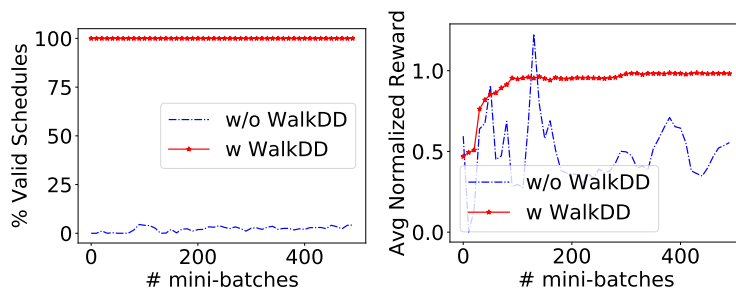 % Valid Schedules
100
75
50
25
0
w/o WalkDD
w WalkDD
0
200
400
# mini-batches
Avg Normalized Reward
1.0
0.5
0.0
w/o WalkDD
w WalkDD
0
200
400
# mini-batches